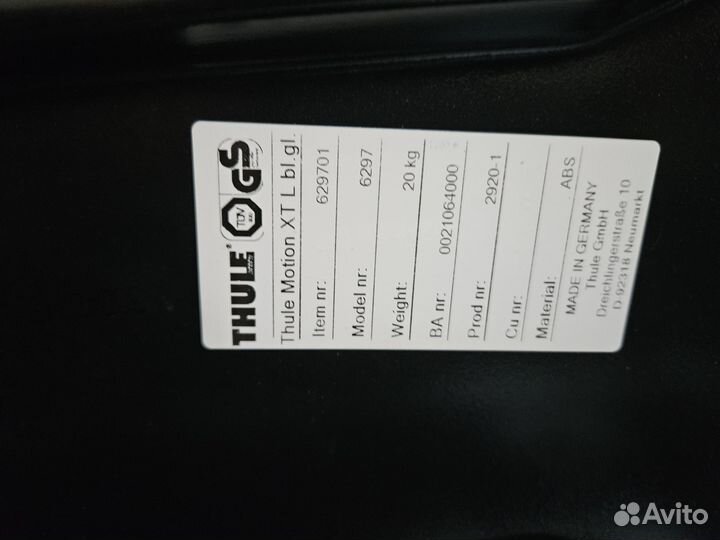 THULE® TÜV GS
Thule Motion XT L bl.gl.
Item nr: 629701
Model nr: 6297
Weight: 20 kg
BA nr: 0021064000
Prod nr: 2920-1
Cu nr:
Material: ABS
MADE IN GERMANY
Thule GmbH
Dreichlingerstraße 10
D-92318 Neumarkt
Avito